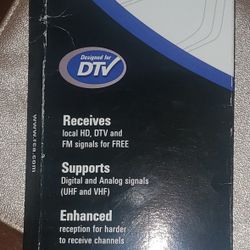 Designed for
DTV
Receives
local HD, DTV and
FM signals for FREE
Supports
Digital and Analog signals
(UHF and VHF)
Enhanced
reception for harder
to receive channels
www.rca.com